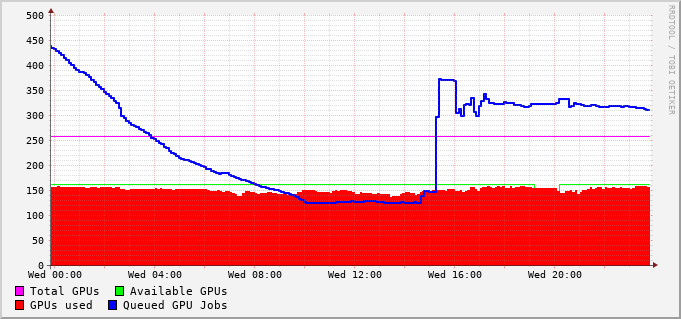 500
450
400
350
300
250
200
150
100
50
0
Wed 00:00 Wed 04:00 Wed 08:00 Wed 12:00 Wed 16:00 Wed 20:00
Total GPUs Available GPUs
GPUs used Queued GPU Jobs
RRDTOOL / TOBI OETIKER